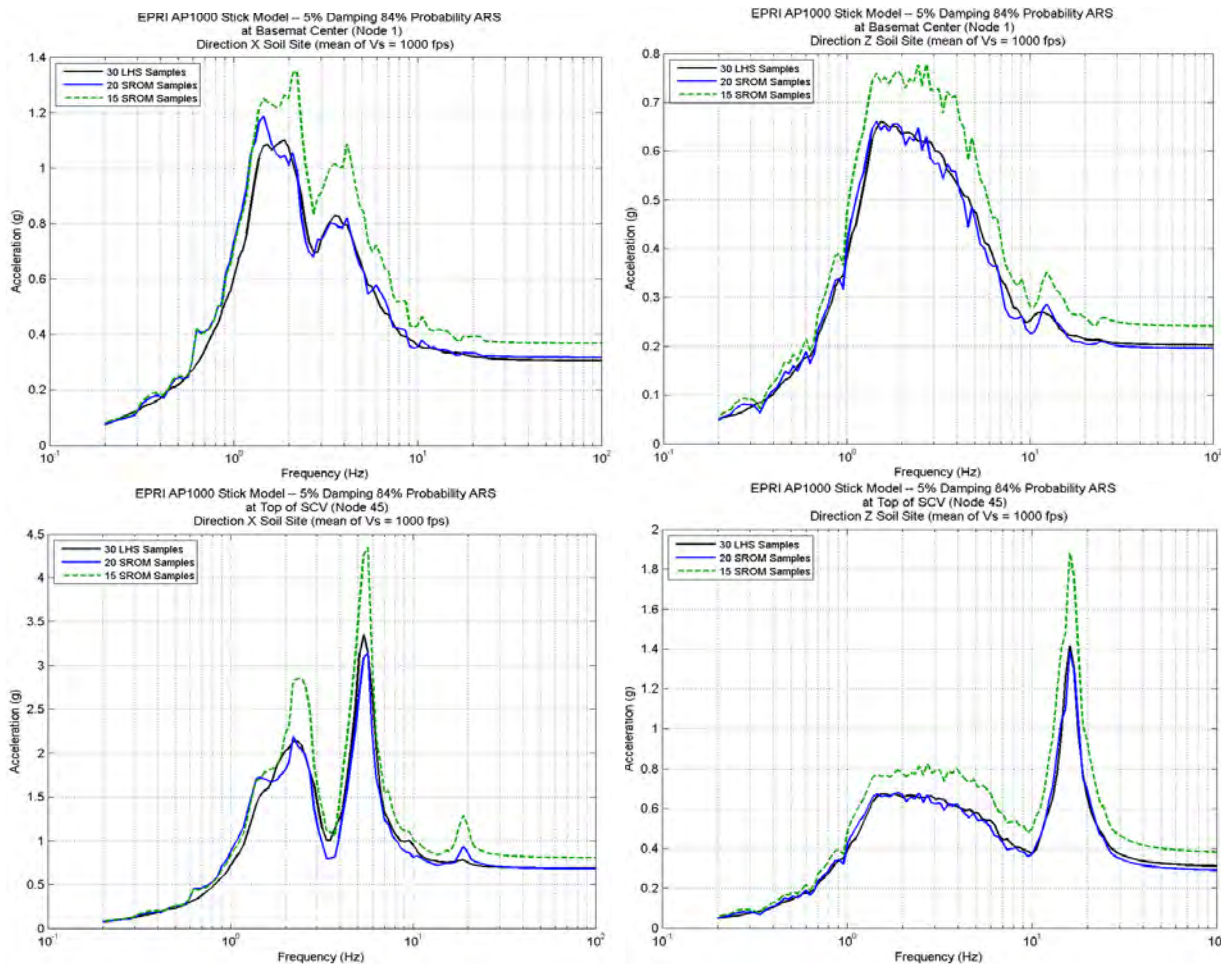 EPRI AP1000 Stick Model -- 5% Damping 84% Probability ARS
at Basemat Center (Node 1)
Direction X Soil Site (mean of Vs = 1000 fps)
1.4
1.2
1
0.8
0.6
0.4
0.2
0
Acceleration (g)
30 LHS Samples
20 SROM Samples
15 SROM Samples
10-1
100
101
102
Frequency (Hz)
EPRI AP1000 Stick Model -- 5% Damping 84% Probability ARS
at Basemat Center (Node 1)
Direction Z Soil Site (mean of Vs = 1000 fps)
0.8
0.7
0.6
0.5
0.4
0.3
0.2
0.1
0
Acceleration (g)
30 LHS Samples
20 SROM Samples
15 SROM Samples
10-1
100
101
102
Frequency (Hz)
EPRI AP1000 Stick Model -- 5% Damping 84% Probability ARS
at Top of SCV (Node 45)
Direction X Soil Site (mean of Vs = 1000 fps)
4.5
4
3.5
3
2.5
2
1.5
1
0.5
0
Acceleration (g)
30 LHS Samples
20 SROM Samples
15 SROM Samples
10-1
100
101
102
Frequency (Hz)
EPRI AP1000 Stick Model -- 5% Damping 84% Probability ARS
at Top of SCV (Node 45)
Direction Z Soil Site (mean of Vs = 1000 fps)
2
1.8
1.6
1.4
1.2
1
0.8
0.6
0.4
0.2
0
Acceleration (g)
30 LHS Samples
20 SROM Samples
15 SROM Samples
10-1
100
101
102
Frequency (Hz)